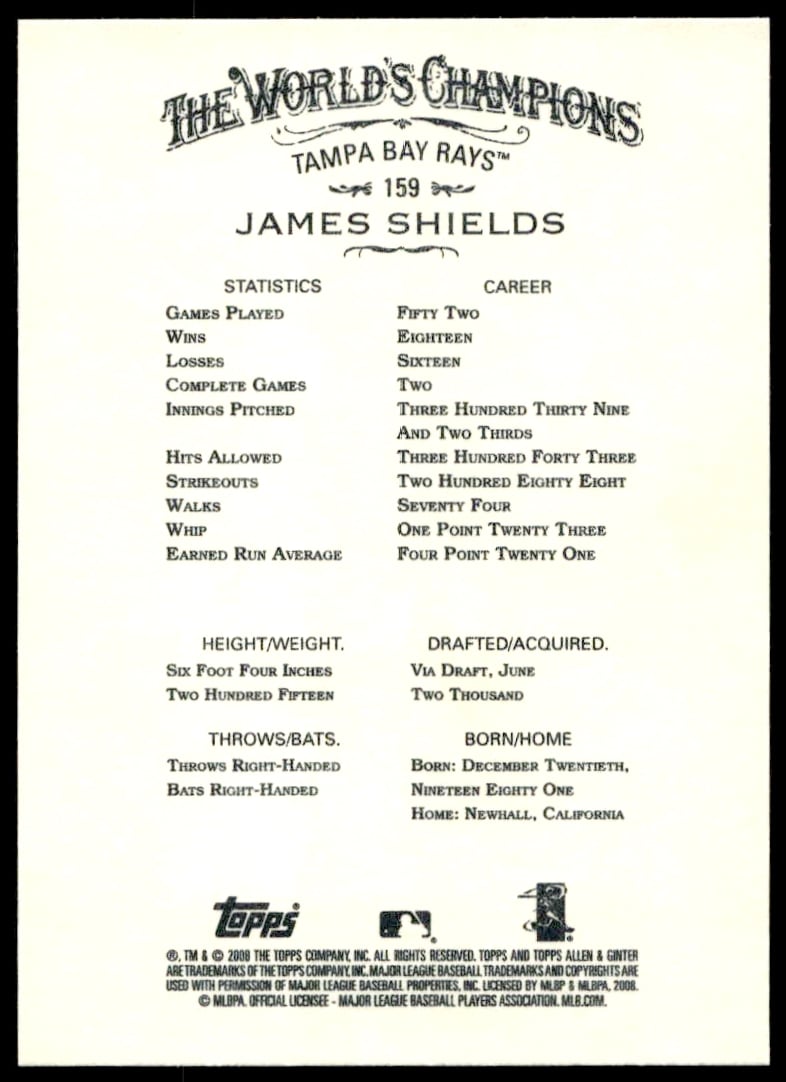 THE WORLD'S CHAMPIONS
TAMPA BAY RAYS™
159
JAMES SHIELDS
STATISTICS CAREER
GAMES PLAYED FIFTY TWO
WINS EIGHTEEN
LOSSES SIXTEEN
COMPLETE GAMES TWO
INNINGS PITCHED THREE HUNDRED THIRTY NINE
AND TWO THIRDS
HITS ALLOWED THREE HUNDRED FORTY THREE
STRIKEOUTS TWO HUNDRED EIGHTY EIGHT
WALKS SEVENTY FOUR
WHIP ONE POINT TWENTY THREE
EARNED RUN AVERAGE FOUR POINT TWENTY ONE
HEIGHT/WEIGHT.
SIX FOOT FOUR INCHES
TWO HUNDRED FIFTEEN
DRAFTED/ACQUIRED.
VIA DRAFT, JUNE
TWO THOUSAND
THROWS/BATS.
THROWS RIGHT-HANDED
BATS RIGHT-HANDED
BORN/HOME
BORN: DECEMBER TWENTIETH,
NINETEEN EIGHTY ONE
HOME: NEWHALL, CALIFORNIA
topps®
®, TM & © 2008 THE TOPPS COMPANY, INC. ALL RIGHTS RESERVED. TOPPS AND TOPPS ALLEN & GINTER
ARE TRADEMARKS OF THE TOPPS COMPANY, INC. MAJOR LEAGUE BASEBALL TRADEMARKS AND COPYRIGHTS ARE
USED WITH PERMISSION OF MAJOR LEAGUE BASEBALL PROPERTIES, INC. LICENSED BY MLBP & MLBPA, 2008.
© MLBPA. OFFICIAL LICENSEE - MAJOR LEAGUE BASEBALL PLAYERS ASSOCIATION. MLB.COM.